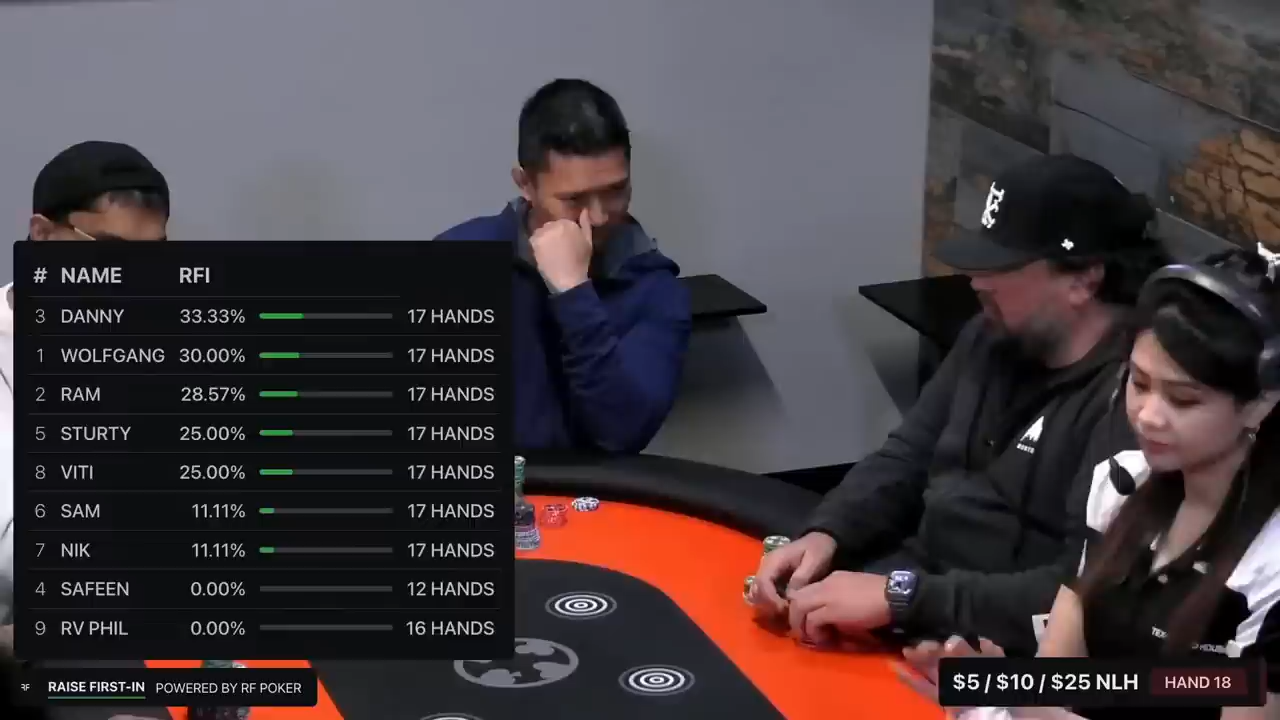 # NAME RFI
3 DANNY 33.33% 17 HANDS
1 WOLFGANG 30.00% 17 HANDS
2 RAM 28.57% 17 HANDS
5 STURTY 25.00% 17 HANDS
8 VITI 25.00% 17 HANDS
6 SAM 11.11% 17 HANDS
7 NIK 11.11% 17 HANDS
4 SAFEEN 0.00% 12 HANDS
9 RV PHIL 0.00% 16 HANDS
RF RAISE FIRST-IN POWERED BY RF POKER
$5 / $10 / $25 NLH HAND 18